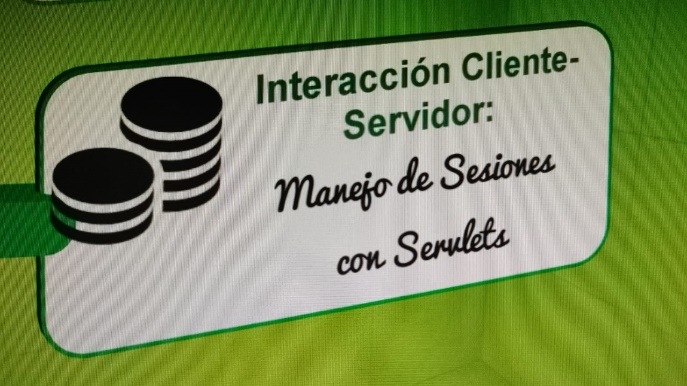 Interacción Cliente-
Servidor:
Manejo de Sesiones
con Servlets